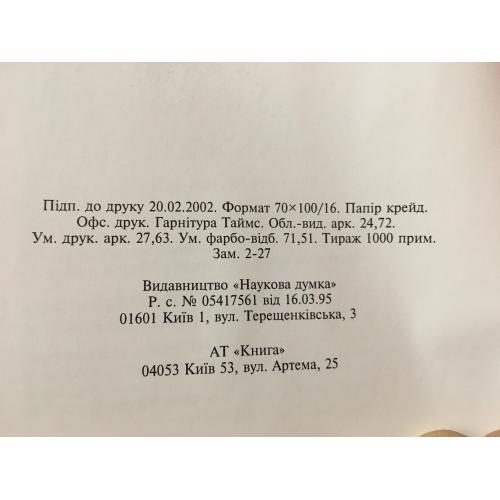 Підп. до друку 20.02.2002. Формат 70×100/16. Папір крейд.
Офс. друк. Гарнітура Таймс. Обл.-вид. арк. 24,72.
Ум. друк. арк. 27,63. Ум. фарбо-відб. 71,51. Тираж 1000 прим.
Зам. 2-27
Видавництво «Наукова думка»
Р. с. № 05417561 від 16.03.95
01601 Київ 1, вул. Терещенківська, 3
АТ «Книга»
04053 Київ 53, вул. Артема, 25